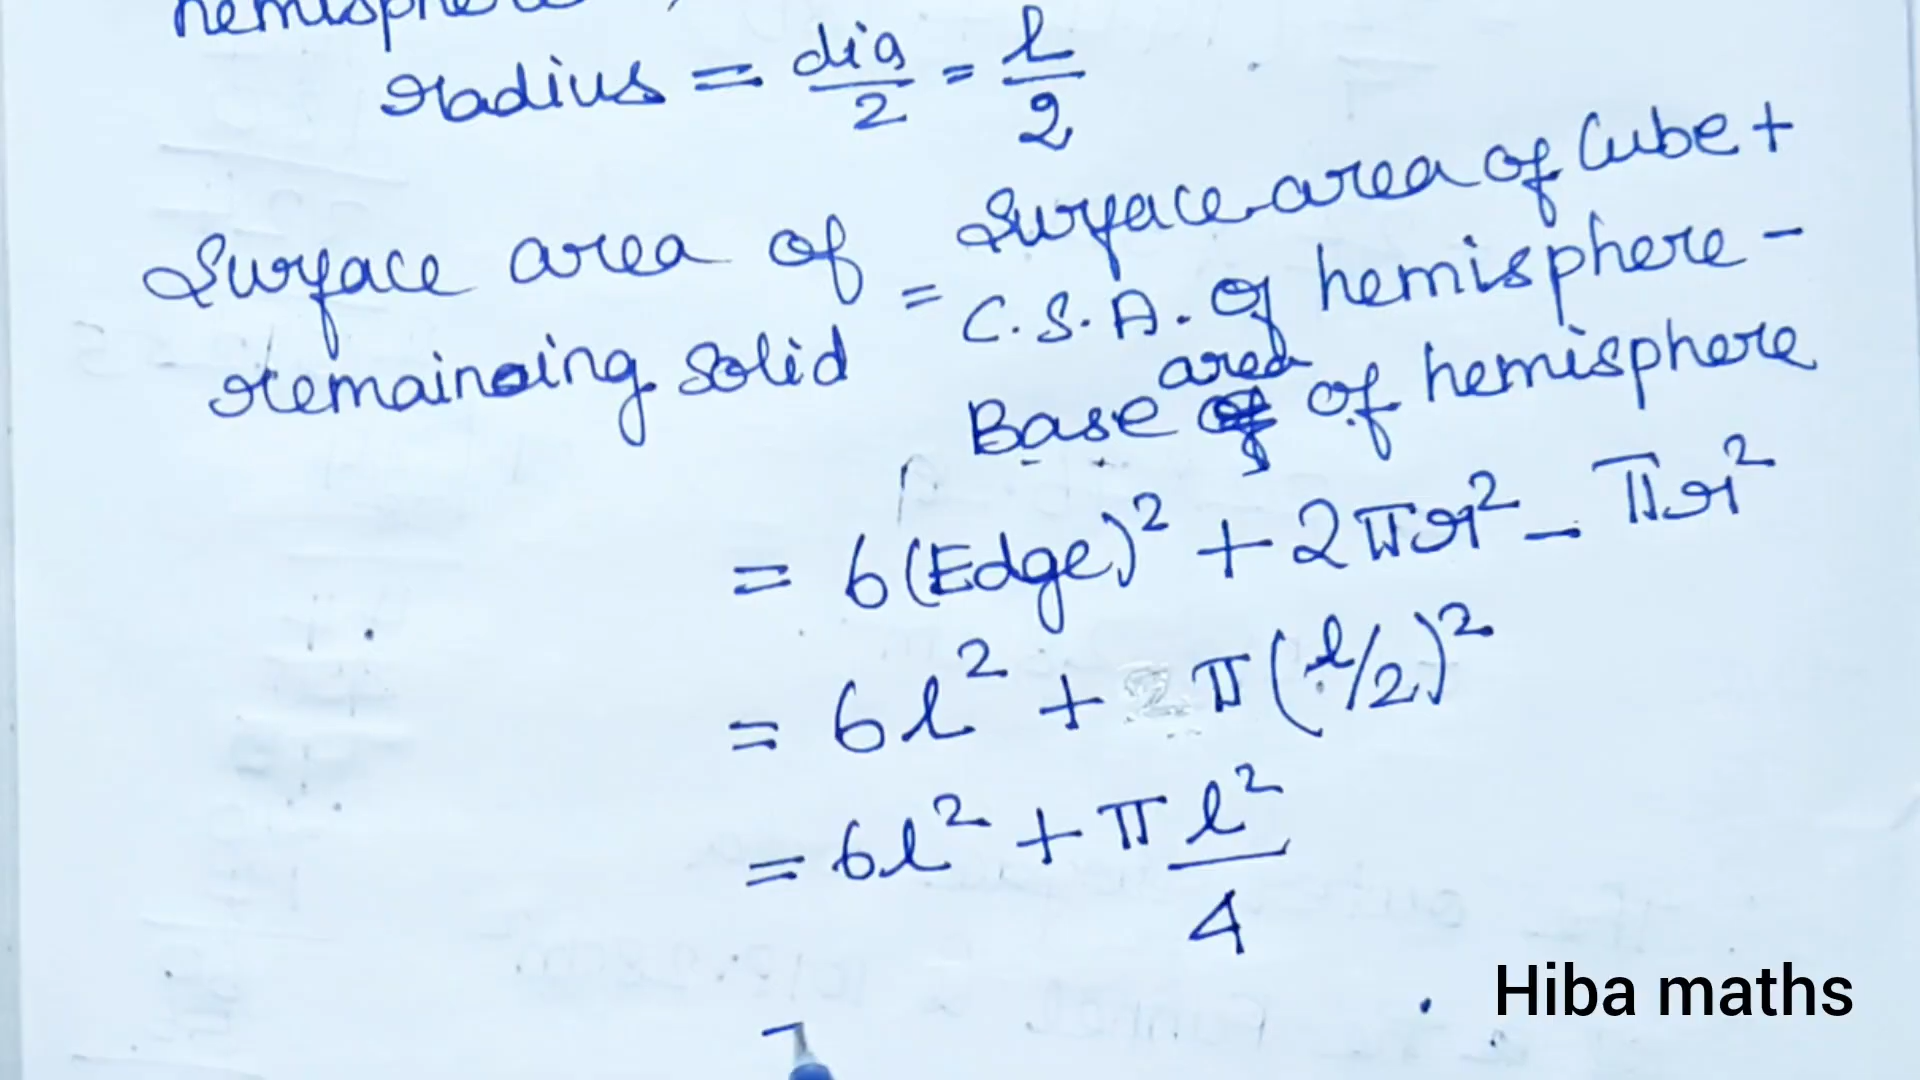 hemisphere
radius = dia/2 = l/2
Surface area of remaining solid = Surface area of Cube +
C.S.A. of hemisphere -
Base area of hemisphere
= 6(Edge)² + 2πr² - πr²
= 6l² + π(l/2)²
= 6l² + π l²/4
Hiba maths